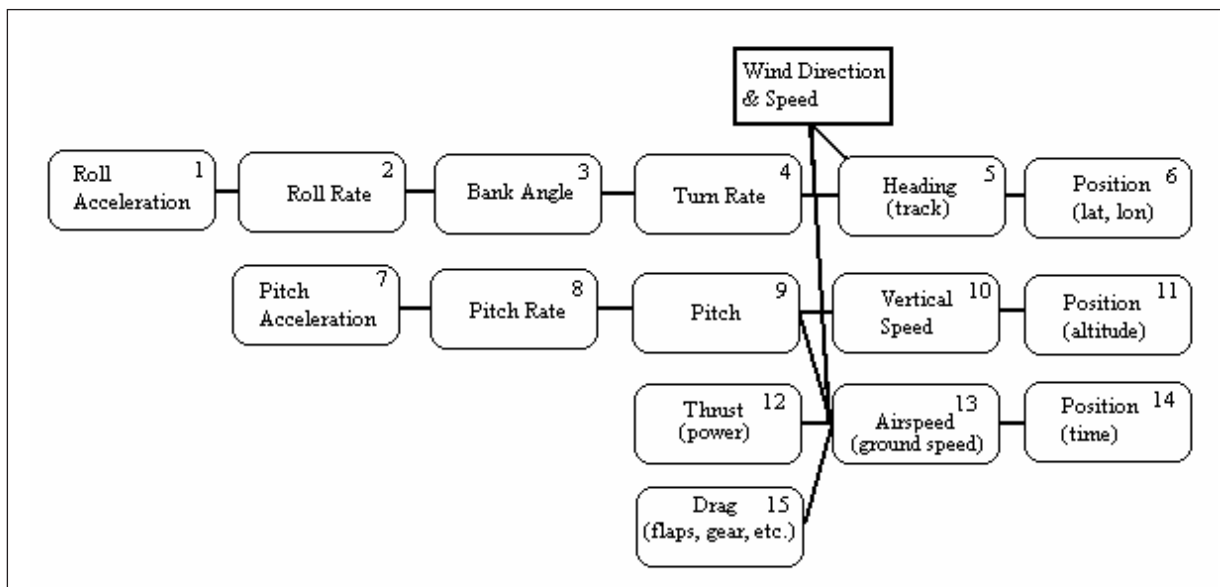 Wind Direction
& Speed
1
Roll
Acceleration
2
Roll Rate
3
Bank Angle
4
Turn Rate
5
Heading
(track)
6
Position
(lat, lon)
7
Pitch
Acceleration
8
Pitch Rate
9
Pitch
10
Vertical
Speed
11
Position
(altitude)
12
Thrust
(power)
13
Airspeed
(ground speed)
14
Position
(time)
15
Drag
(flaps, gear, etc.)